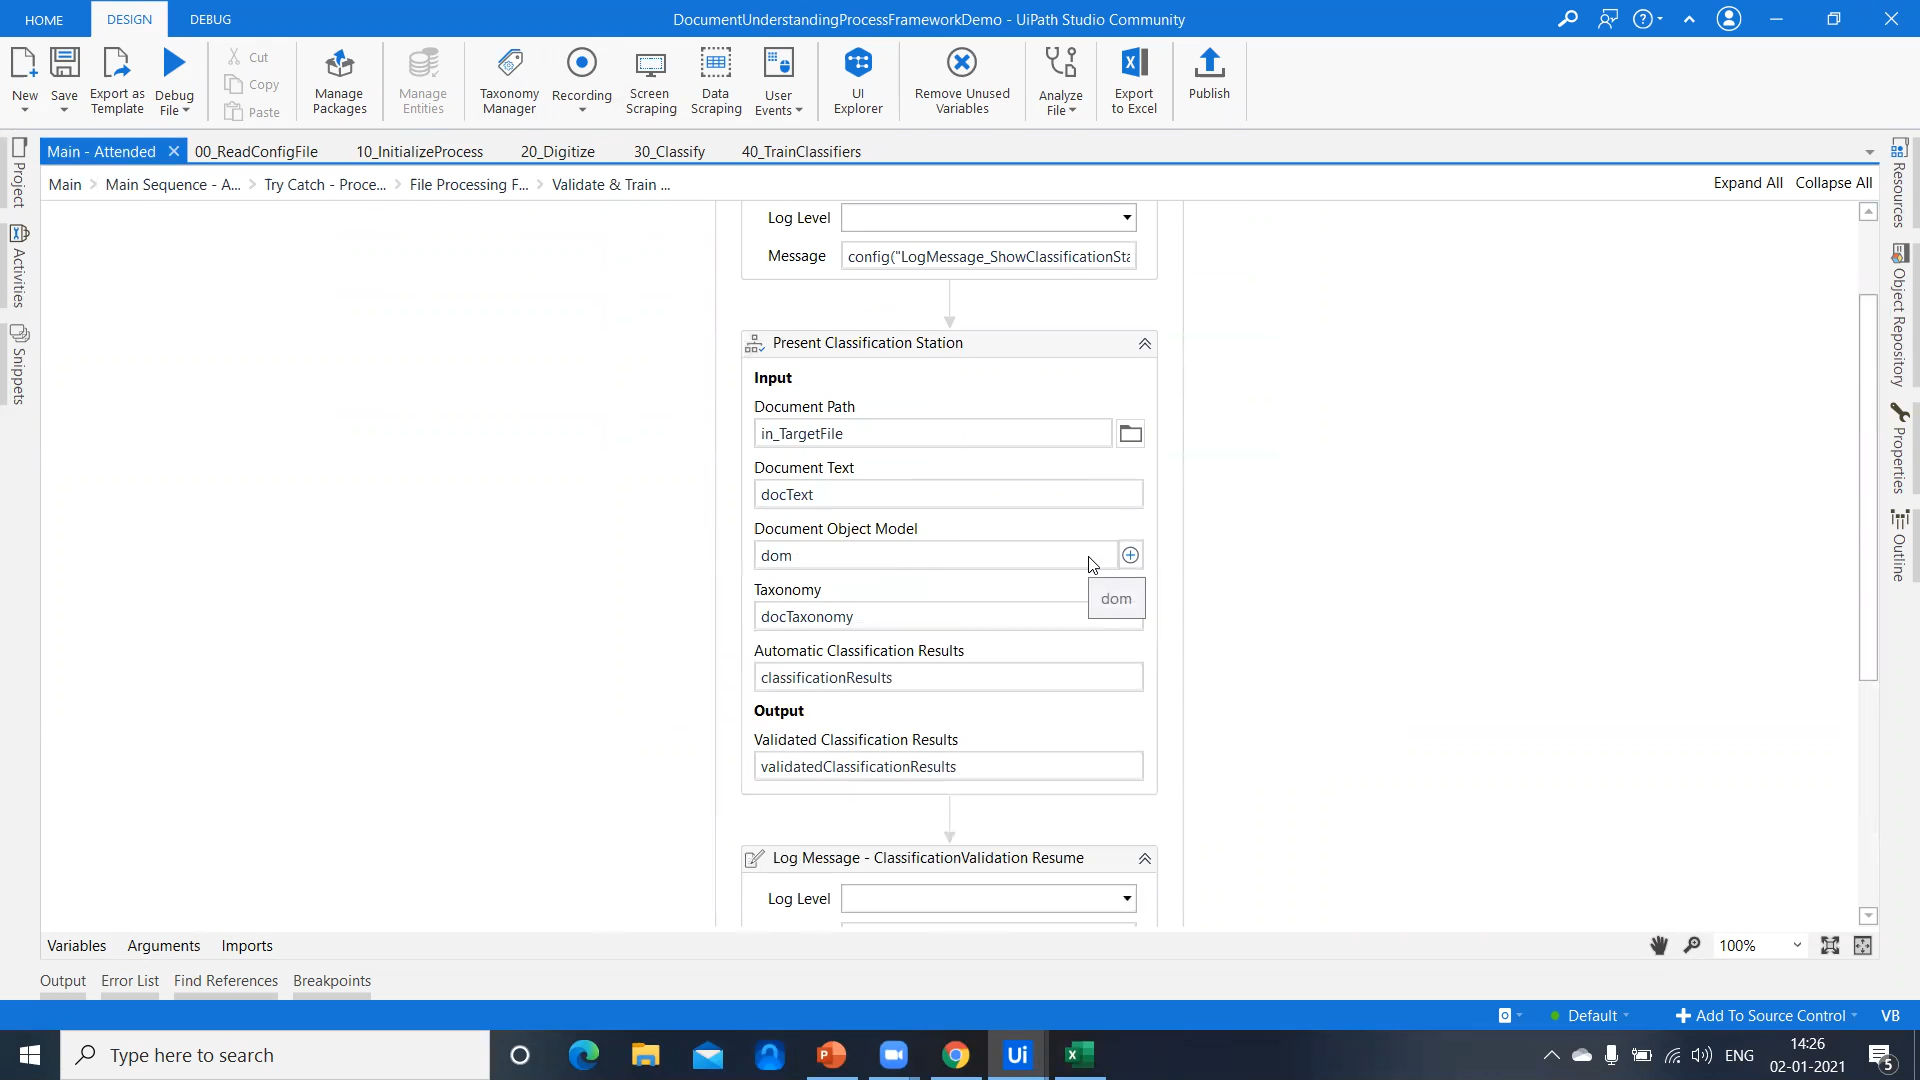 HOME DESIGN DEBUG DocumentUnderstandingProcessFrameworkDemo - UiPath Studio Community
New
Save
Export as
Template
Debug
File
Cut
Copy
Paste
Manage
Packages
Manage
Entities
Taxonomy
Manager
Recording
Screen
Scraping
Data
Scraping
User
Events
UI
Explorer
Remove Unused
Variables
Analyze
File
Export
to Excel
Publish
Main - Attended 00_ReadConfigFile 10_InitializeProcess 20_Digitize 30_Classify 40_TrainClassifiers
Main Main Sequence - A... Try Catch - Proce... File Processing F... Validate & Train ... Expand All Collapse All
Project
Activities
Snippets
Resources
Object Repository
Properties
Outline
Log Level
Message config("LogMessage_ShowClassificationSta
Present Classification Station
Input
Document Path
in_TargetFile
Document Text
docText
Document Object Model
dom
dom
Taxonomy
docTaxonomy
Automatic Classification Results
classificationResults
Output
Validated Classification Results
validatedClassificationResults
Log Message - ClassificationValidation Resume
Log Level
Variables Arguments Imports 100%
Output Error List Find References Breakpoints
Default Add To Source Control VB
Type here to search
Ui
ENG
14:26
02-01-2021
5